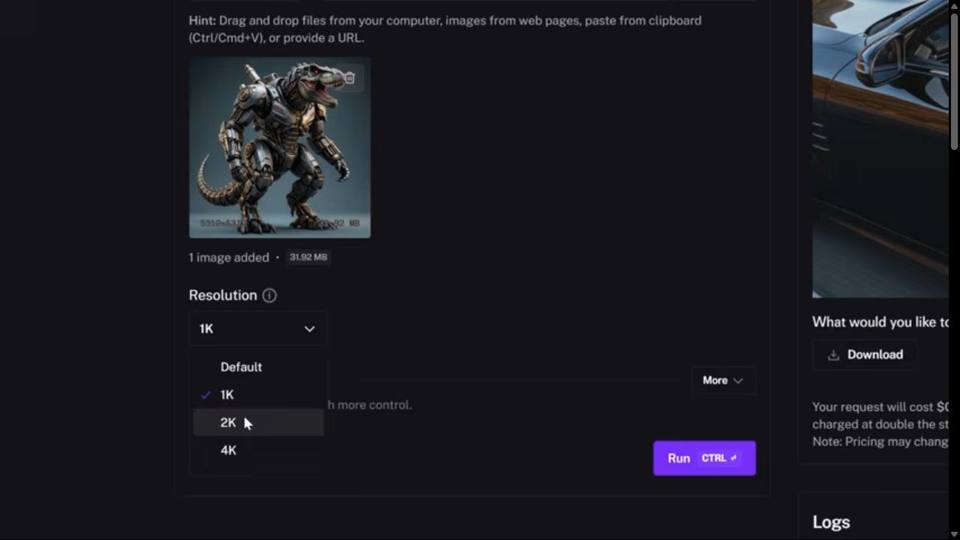 Hint: Drag and drop files from your computer, images from web pages, paste from clipboard
(Ctrl/Cmd+V), or provide a URL.
1 image added • 31.92 MB
Resolution
1K
Default
1K
2K
4K
More
h more control.
Run CTRL
What would you like to
Download
Your request will cost $0
charged at double the st
Note: Pricing may chang
Logs